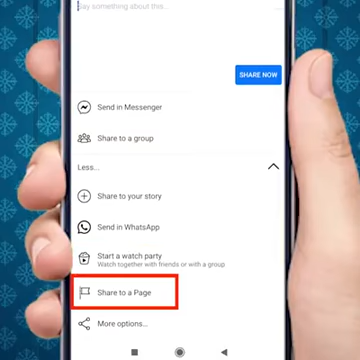 Say something about this..
SHARE NOW
Send in Messenger
Share to a group
Less...
Share to your story
Send in WhatsApp
Start a watch party
Watch together with friends or with a group
Share to a Page
More options...